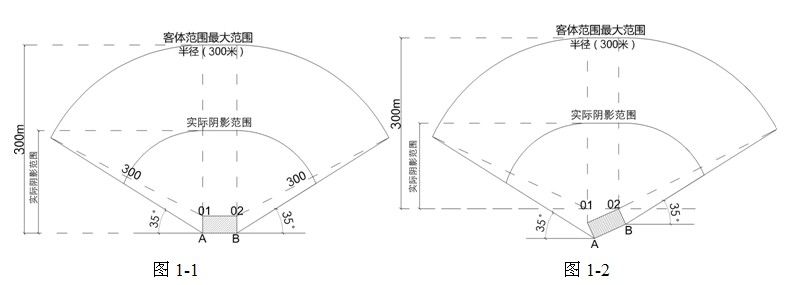 客体范围最大范围
半径（300米）
实际阴影范围
300m
实际阴影范围
300
300
01
02
35°
35°
A
B
图 1-1
客体范围最大范围
半径（300米）
实际阴影范围
300m
实际阴影范围
01
02
35°
35°
A
B
图 1-2